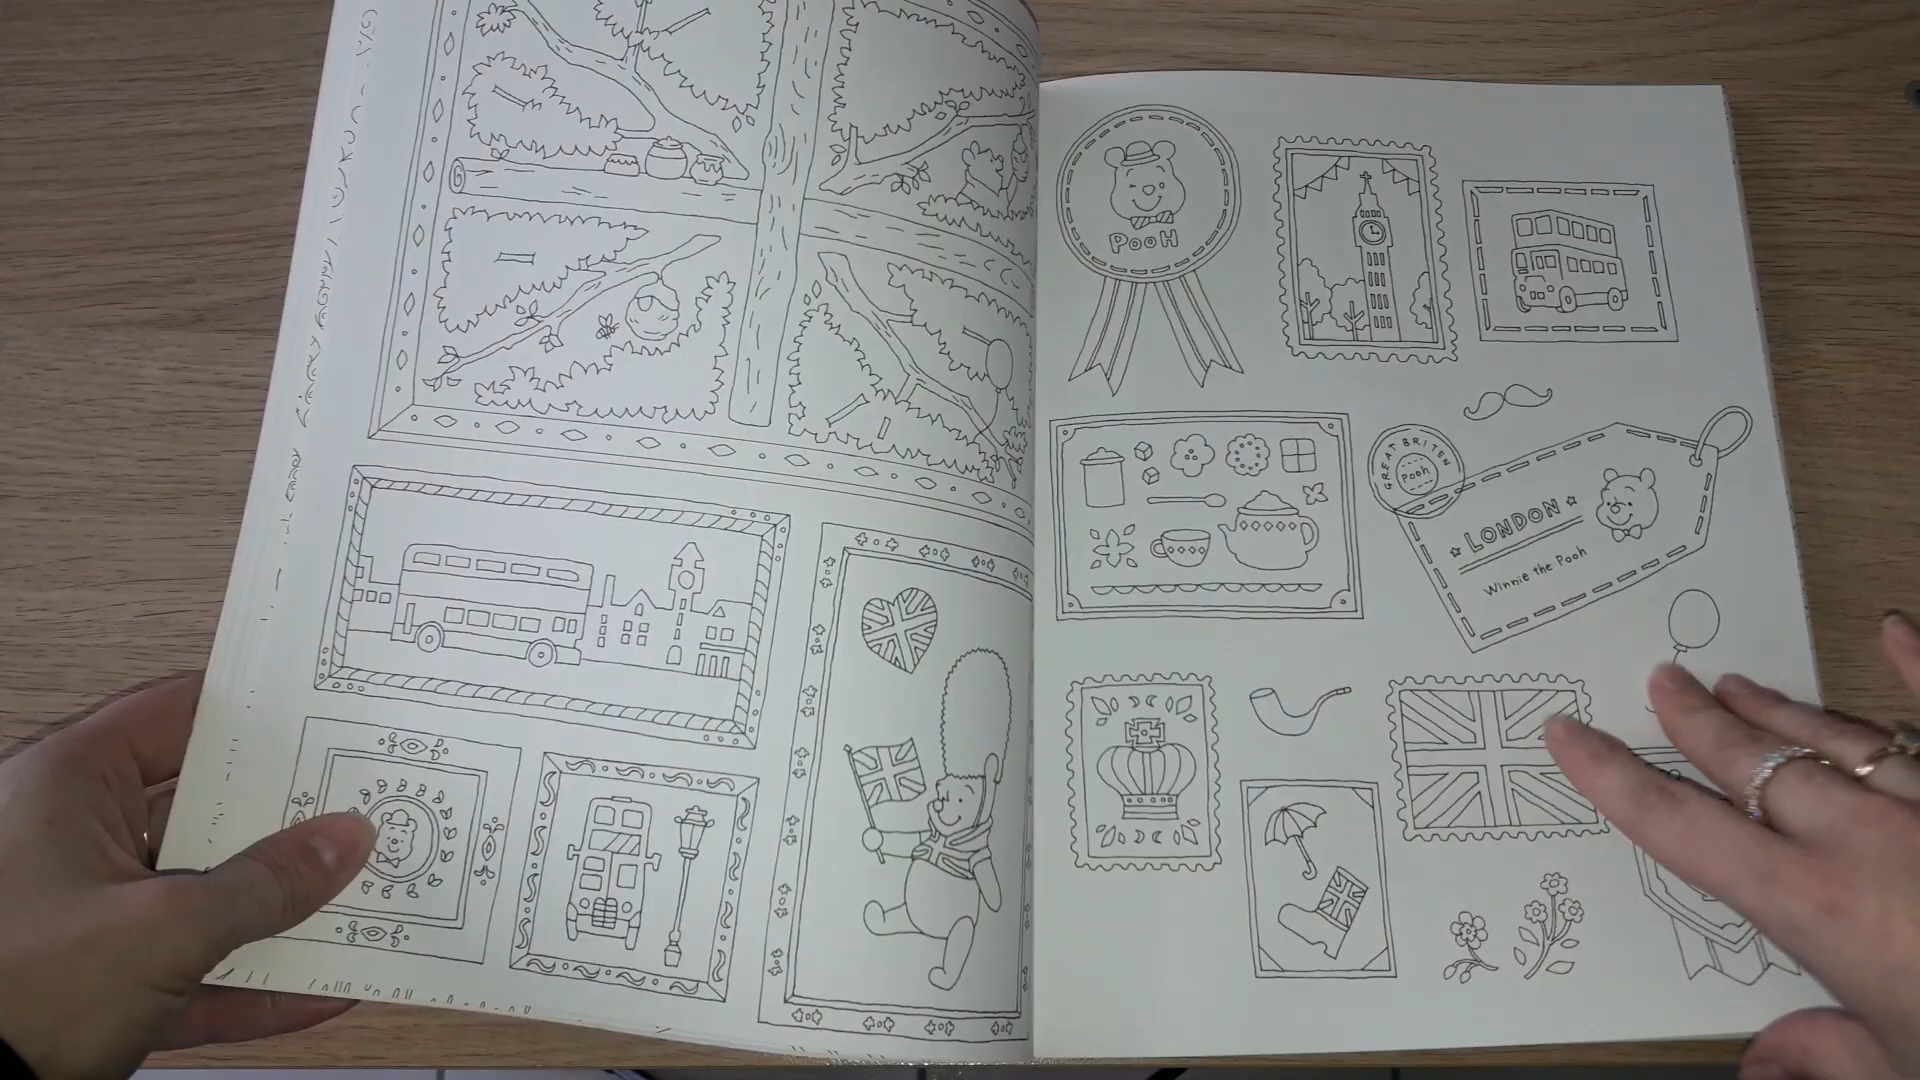 POOH
GREAT BRITEN
Pooh
LONDON
Winnie the Pooh